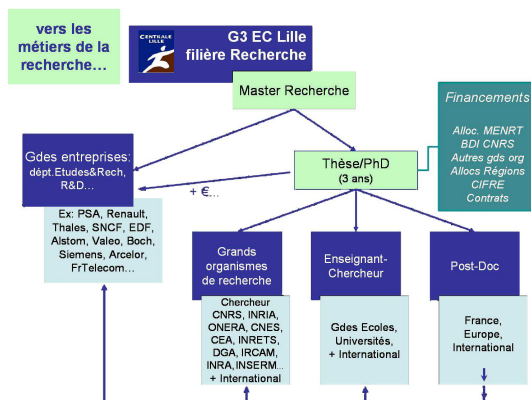 vers les
métiers de la
recherche…
CENTRALE
LILLE
G3 EC Lille
filière Recherche
Master Recherche
Financements
Alloc. MENRT
BDI CNRS
Autres gds org
Allocs Régions
CIFRE
Contrats
Gdes entreprises:
dépt.Etudes&Rech,
R&D…
Thèse/PhD
(3 ans)
+ €…
Ex: PSA, Renault,
Thales, SNCF, EDF,
Alstom, Valeo, Boch,
Siemens, Arcelor,
FrTelecom…
Grands
organismes
de recherche
Enseignant-
Chercheur
Post-Doc
Chercheur
CNRS, INRIA,
ONERA, CNES,
CEA, INRETS,
DGA, IRCAM,
INRA,INSERM…
+ International
Gdes Ecoles,
Universités,
+ International
France,
Europe,
International